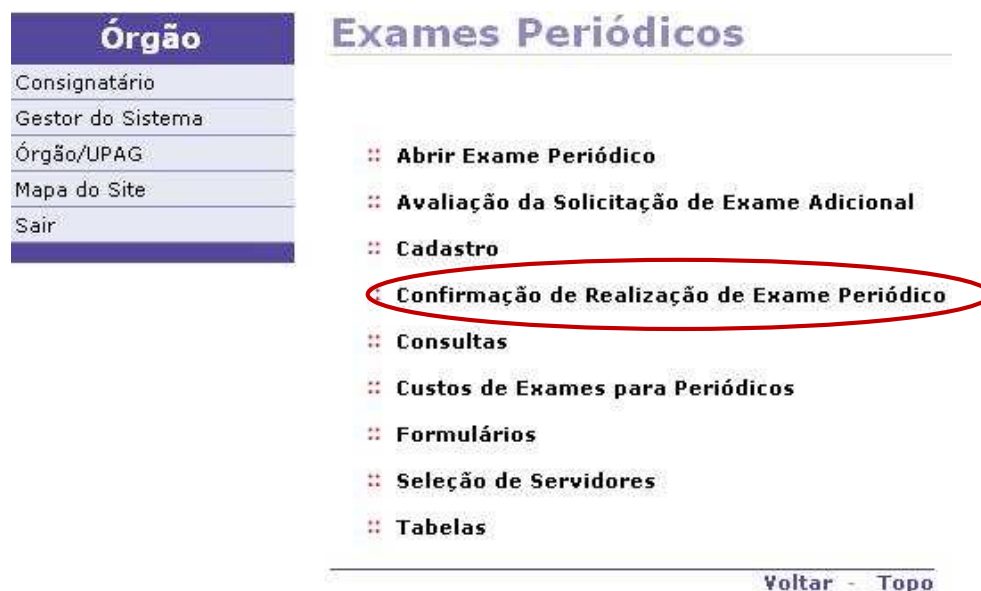 Órgão
Consignatário
Gestor do Sistema
Órgão/UPAG
Mapa do Site
Sair
Exames Periódicos
:: Abrir Exame Periódico
:: Avaliação da Solicitação de Exame Adicional
:: Cadastro
:: Confirmação de Realização de Exame Periódico
:: Consultas
:: Custos de Exames para Periódicos
:: Formulários
:: Seleção de Servidores
:: Tabelas
Voltar - Topo